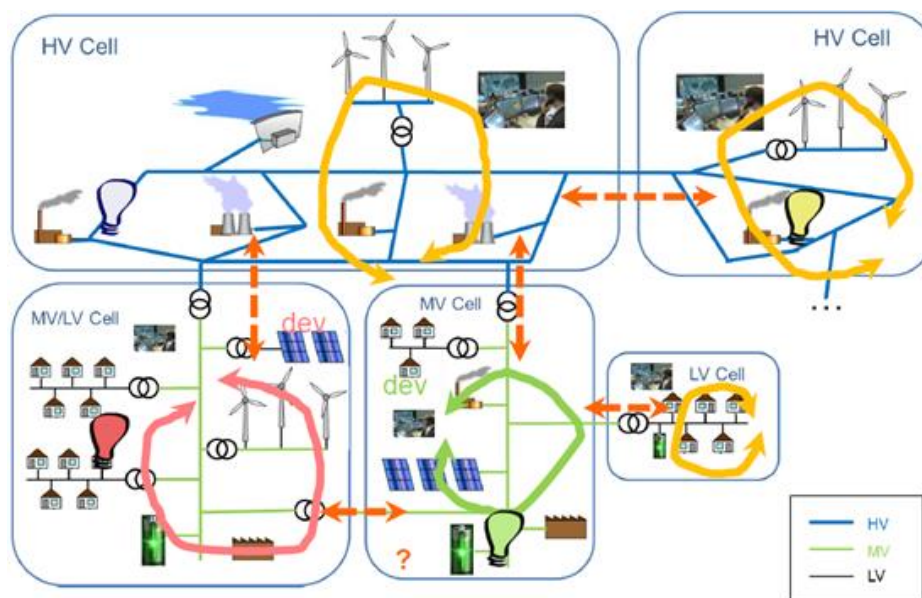 HV Cell
HV Cell
MV/LV Cell
dev
MV Cell
dev
LV Cell
...
?
HV
MV
LV